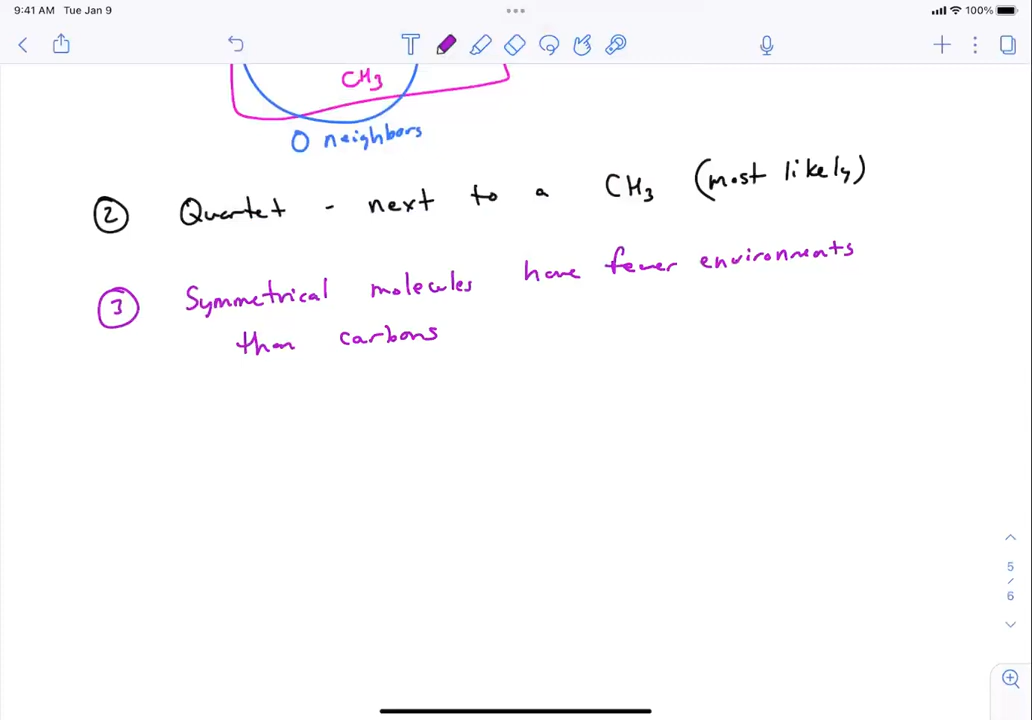 9:41 AM Tue Jan 9
100%
CH3
0 neighbors
② Quartet - next to a CH3 (most likely)
③ Symmetrical molecules have fewer environments
than carbons
5
/
6